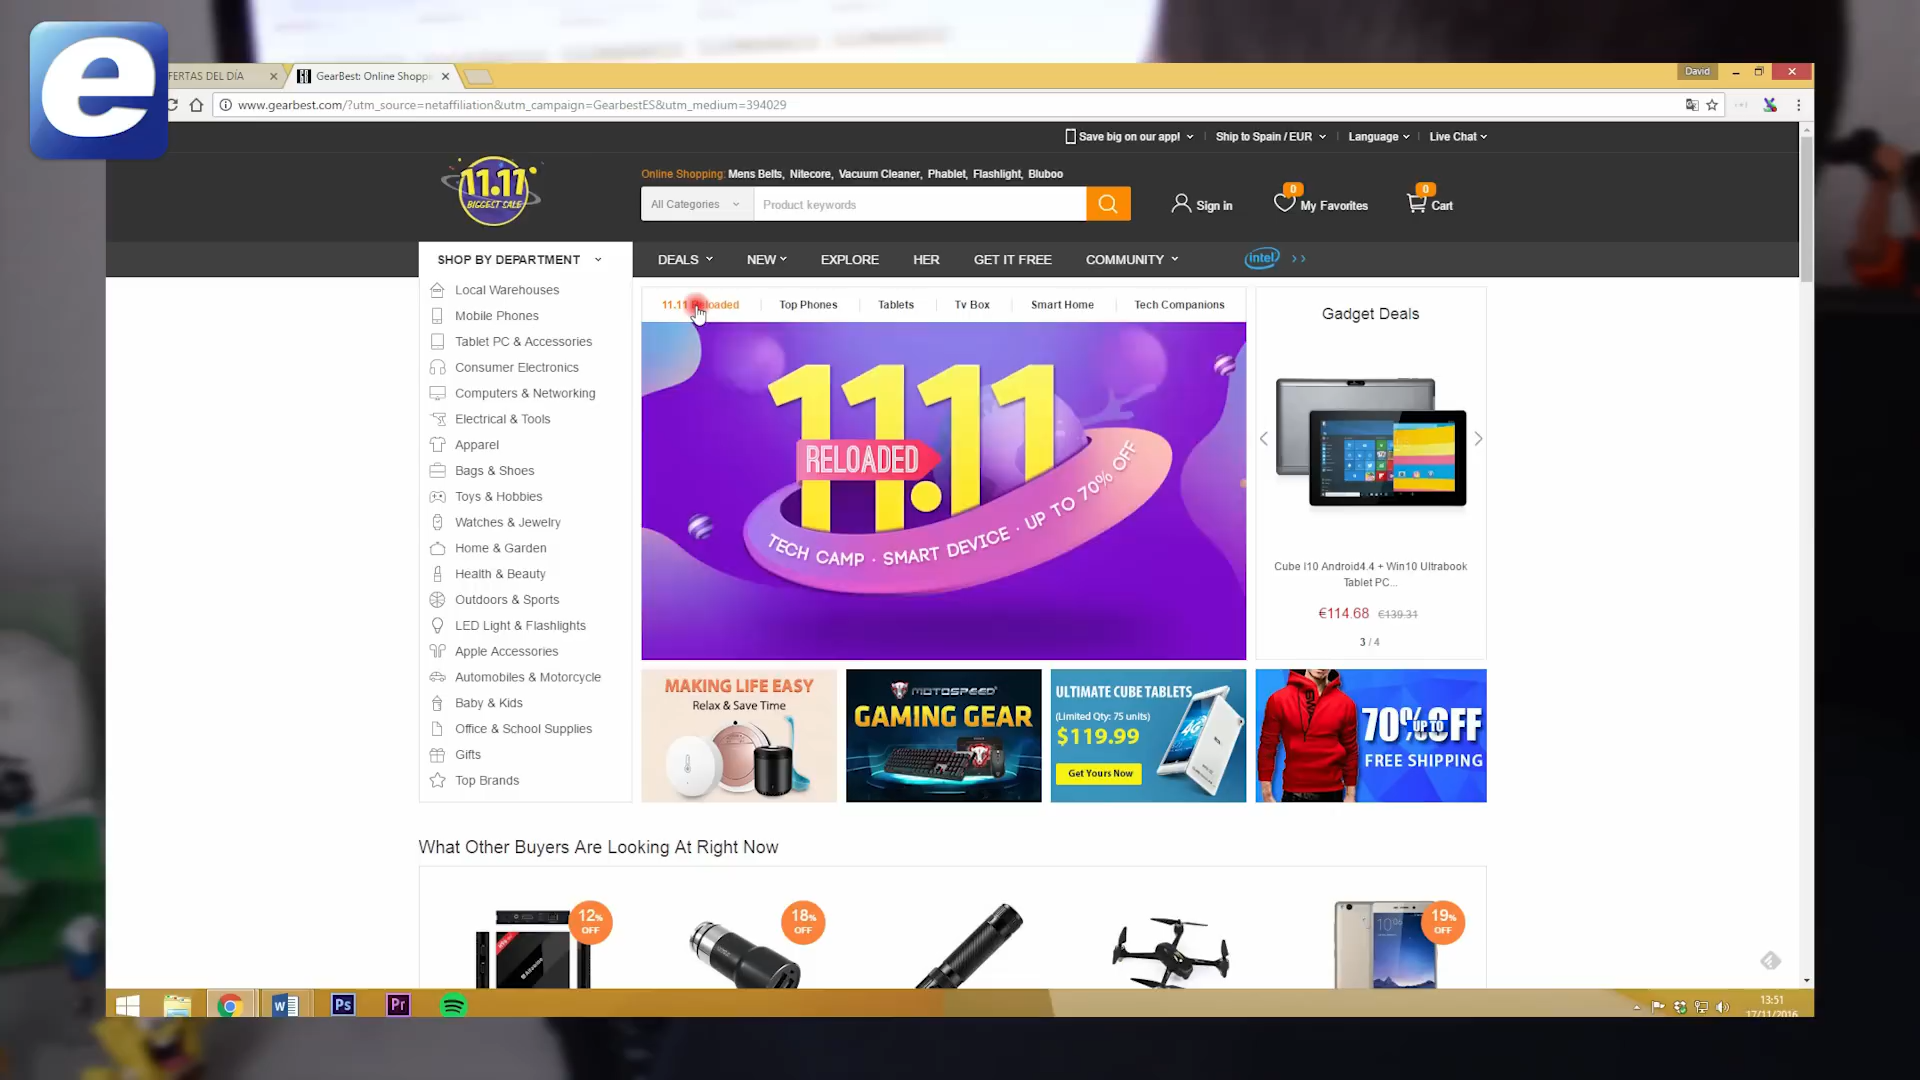 e
FERTAS DEL DÍA
GearBest: Online Shoppi
David
www.gearbest.com/?utm_source=netaffiliation&utm_campaign=GearbestES&utm_medium=394029
Save big on our app!
Ship to Spain / EUR
Language
Live Chat
11.11
BIGGEST SALE
Online Shopping: Mens Belts, Nitecore, Vacuum Cleaner, Phablet, Flashlight, Bluboo
All Categories
Product keywords
Sign in
0
My Favorites
0
Cart
SHOP BY DEPARTMENT
DEALS
NEW
EXPLORE
HER
GET IT FREE
COMMUNITY
intel
Local Warehouses
Mobile Phones
Tablet PC & Accessories
Consumer Electronics
Computers & Networking
Electrical & Tools
Apparel
Bags & Shoes
Toys & Hobbies
Watches & Jewelry
Home & Garden
Health & Beauty
Outdoors & Sports
LED Light & Flashlights
Apple Accessories
Automobiles & Motorcycle
Baby & Kids
Office & School Supplies
Gifts
Top Brands
11.11 Reloaded
Top Phones
Tablets
Tv Box
Smart Home
Tech Companions
11.11
RELOADED
TECH CAMP · SMART DEVICE · UP TO 70% OFF
Gadget Deals
Cube I10 Android4.4 + Win10 Ultrabook
Tablet PC...
€114.68 €139.31
3 / 4
MAKING LIFE EASY
Relax & Save Time
MOTOSPEED
GAMING GEAR
ULTIMATE CUBE TABLETS
(Limited Qty: 75 units)
$119.99
Get Yours Now
4G
UP TO
70% OFF
FREE SHIPPING
What Other Buyers Are Looking At Right Now
12% OFF
18% OFF
19% OFF
W
Ps
Pr
13:51
17/11/2016